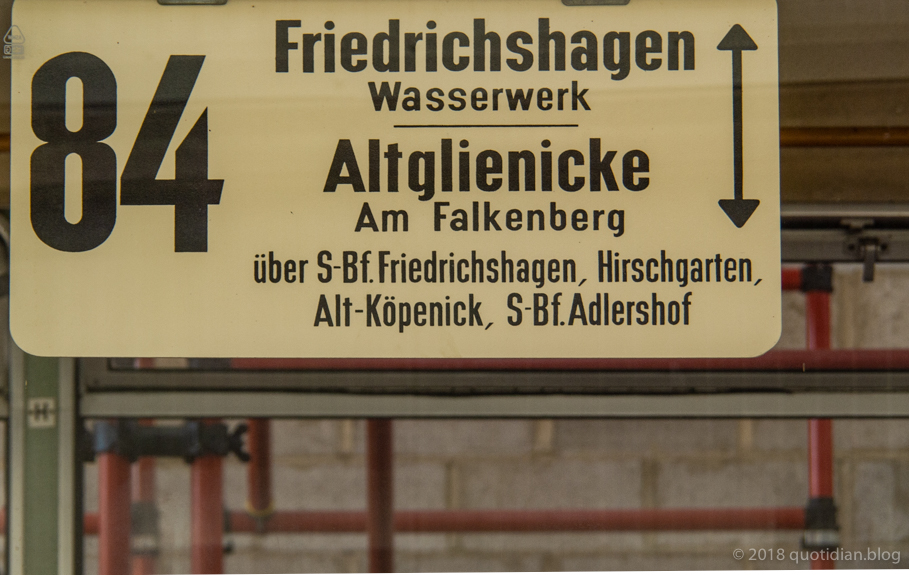 84
Friedrichshagen
Wasserwerk
Altglienicke
Am Falkenberg
über S-Bf. Friedrichshagen, Hirschgarten,
Alt-Köpenick, S-Bf. Adlershof
H
© 2018 quotidian.blog